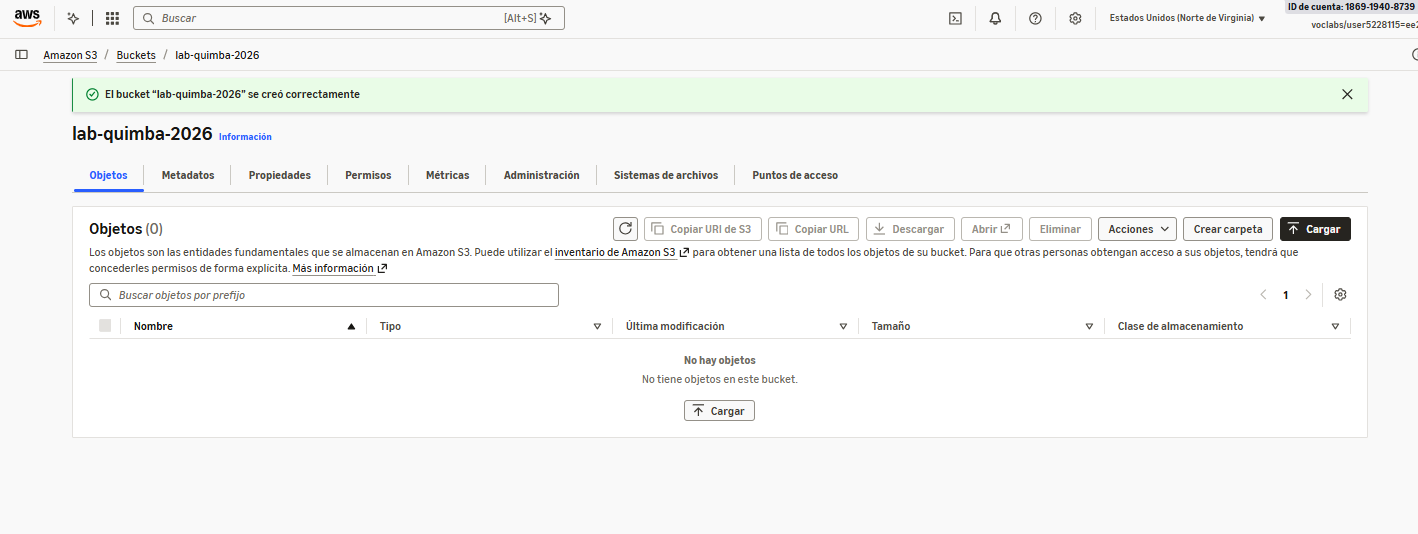 aws
Buscar
[Alt+S]
Estados Unidos (Norte de Virginia)
ID de cuenta: 1869-1940-8739
voclabs/user5228115=ee2
Amazon S3 / Buckets / lab-quimba-2026
El bucket “lab-quimba-2026” se creó correctamente
lab-quimba-2026 Información
Objetos Metadatos Propiedades Permisos Métricas Administración Sistemas de archivos Puntos de acceso
Objetos (0)
Copiar URI de S3 Copiar URL Descargar Abrir Eliminar Acciones Crear carpeta Cargar
Los objetos son las entidades fundamentales que se almacenan en Amazon S3. Puede utilizar el inventario de Amazon S3 para obtener una lista de todos los objetos de su bucket. Para que otras personas obtengan acceso a sus objetos, tendrá que
concederles permisos de forma explícita. Más información
Buscar objetos por prefijo
1
Nombre Tipo Última modificación Tamaño Clase de almacenamiento
No hay objetos
No tiene objetos en este bucket.
Cargar